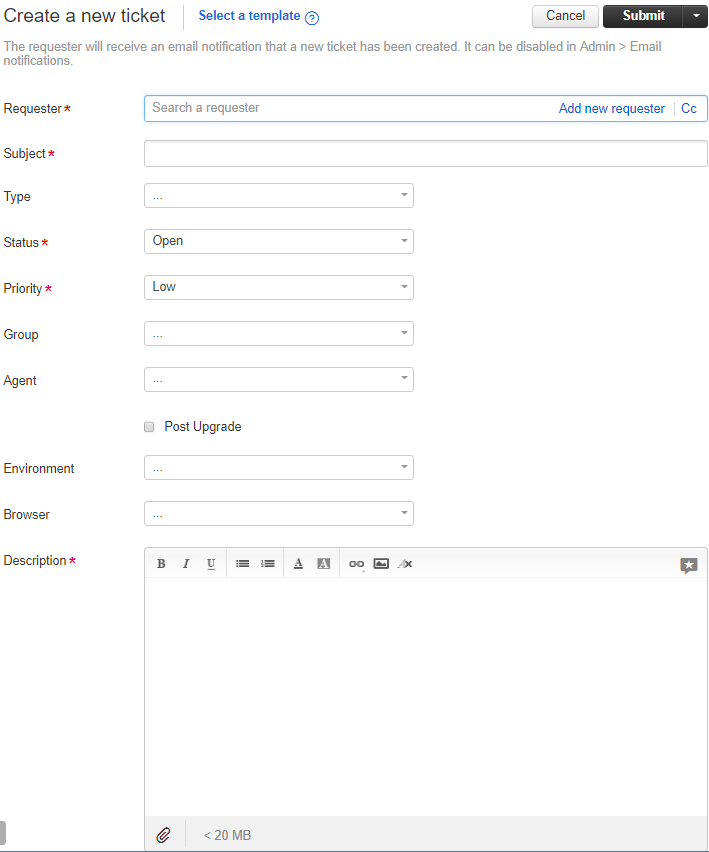 Create a new ticket Select a template ? Cancel Submit
The requester will receive an email notification that a new ticket has been created. It can be disabled in Admin > Email
notifications.
Requester* Search a requester Add new requester Cc
Subject*
Type ...
Status* Open
Priority* Low
Group ...
Agent ...
Post Upgrade
Environment ...
Browser ...
Description* B I U A A
< 20 MB